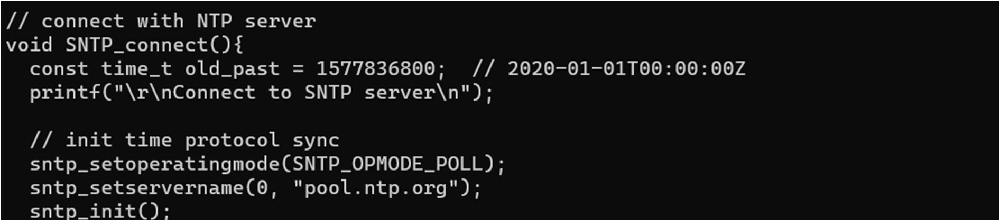 // connect with NTP server
void SNTP_connect(){
  const time_t old_past = 1577836800;  // 2020-01-01T00:00:00Z
  printf("\r\nConnect to SNTP server\n");

  // init time protocol sync
  sntp_setoperatingmode(SNTP_OPMODE_POLL);
  sntp_setservername(0, "pool.ntp.org");
  sntp_init();